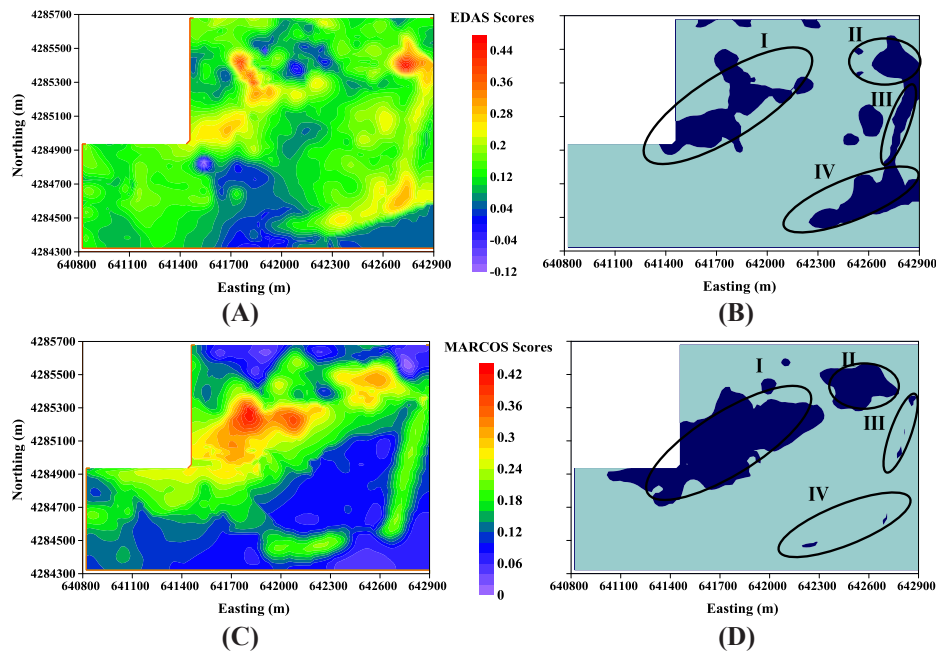 EDAS Scores
4285700
4285500
4285300
4285100
4284900
4284700
4284500
4284300
Northing (m)
640800 641100 641400 641700 642000 642300 642600 642900
Easting (m)
0.44
0.36
0.28
0.2
0.12
0.04
-0.04
-0.12
(A)
I
II
III
IV
640800 641100 641400 641700 642000 642300 642600 642900
Easting (m)
(B)
MARCOS Scores
4285700
4285500
4285300
4285100
4284900
4284700
4284500
4284300
Northing (m)
640800 641100 641400 641700 642000 642300 642600 642900
Easting (m)
0.42
0.36
0.3
0.24
0.18
0.12
0.06
0
(C)
I
II
III
IV
640800 641100 641400 641700 642000 642300 642600 642900
Easting (m)
(D)